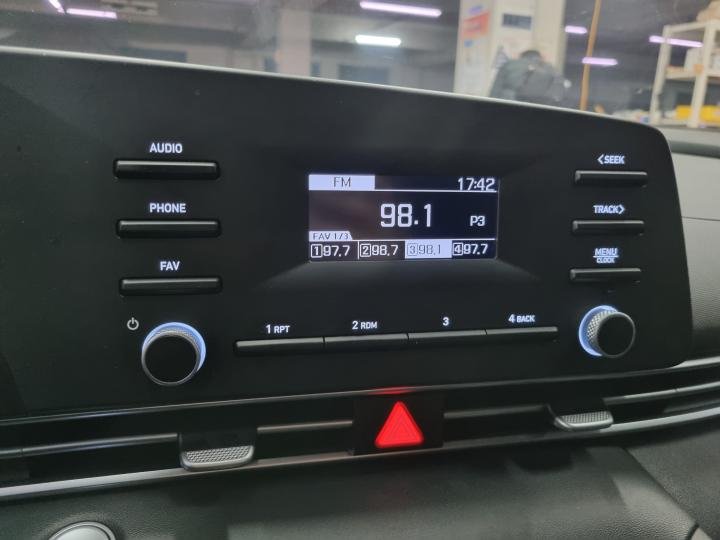 AUDIO
PHONE
FAV
FM 17:42
98.1 P3
FAV 1/3
1 97.7 2 98.7 3 98.1 4 97.7
<SEEK
TRACK>
MENU
CLOCK
1 RPT 2 RDM 3 4 BACK